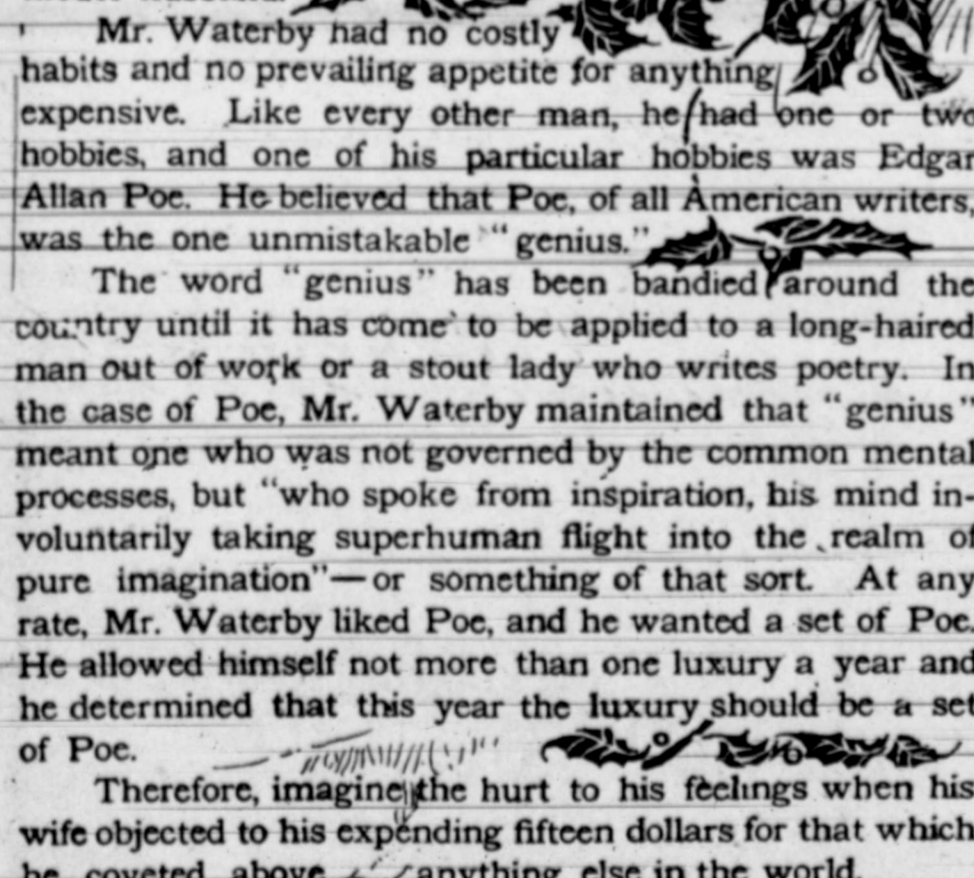 Mr. Waterby had no costly
habits and no prevailing appetite for anything
expensive. Like every other man, he had one or two
hobbies, and one of his particular hobbies was Edgar
Allan Poe. He believed that Poe, of all American writers,
was the one unmistakable "genius."
The word "genius" has been bandied around the
country until it has come to be applied to a long-haired
man out of work or a stout lady who writes poetry. In
the case of Poe, Mr. Waterby maintained that "genius"
meant one who was not governed by the common mental
processes, but "who spoke from inspiration, his mind in-
voluntarily taking superhuman flight into the realm of
pure imagination"—or something of that sort. At any
rate, Mr. Waterby liked Poe, and he wanted a set of Poe.
He allowed himself not more than one luxury a year and
he determined that this year the luxury should be a set
of Poe.
Therefore, imagine the hurt to his feelings when his
wife objected to his expending fifteen dollars for that which
he coveted above anything else in the world.